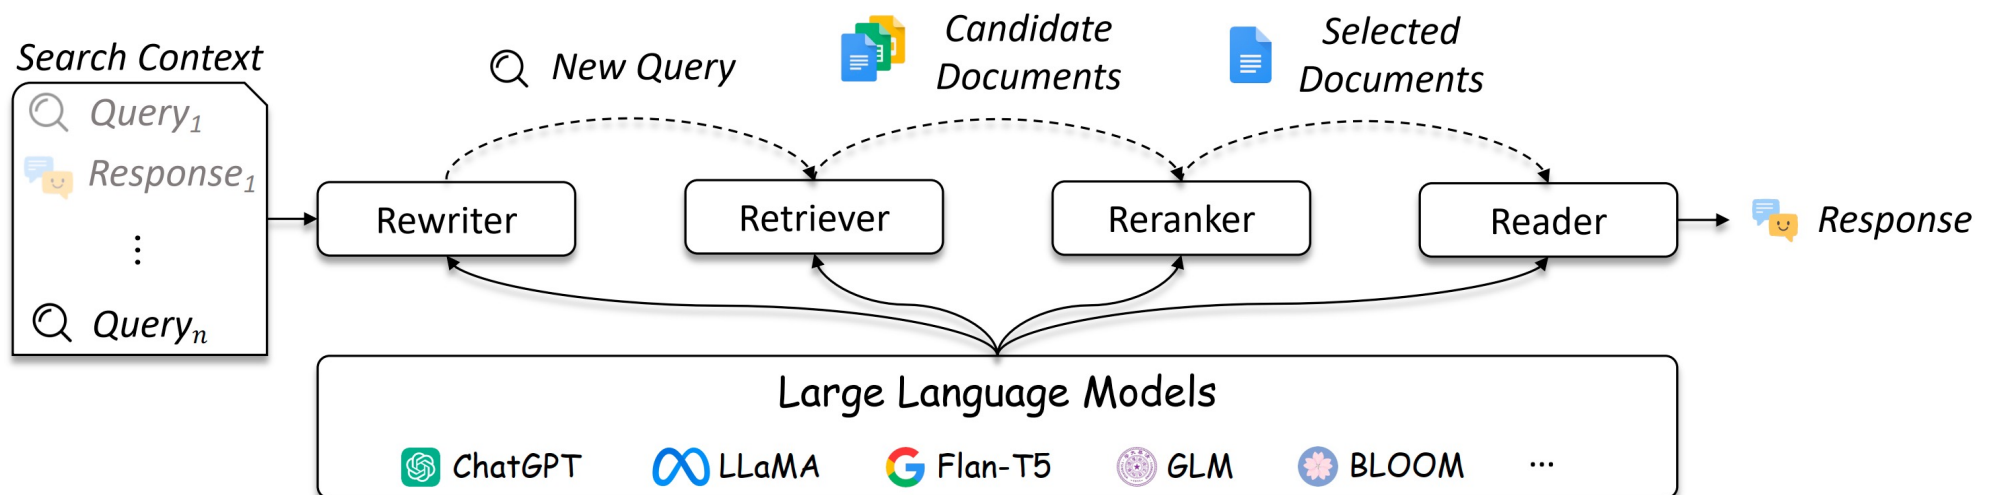 Search Context
Query1
Response1
⋮
Queryn
New Query
Candidate
Documents
Selected
Documents
Rewriter
Retriever
Reranker
Reader
Response
Large Language Models
ChatGPT
LLaMA
Flan-T5
GLM
BLOOM
...